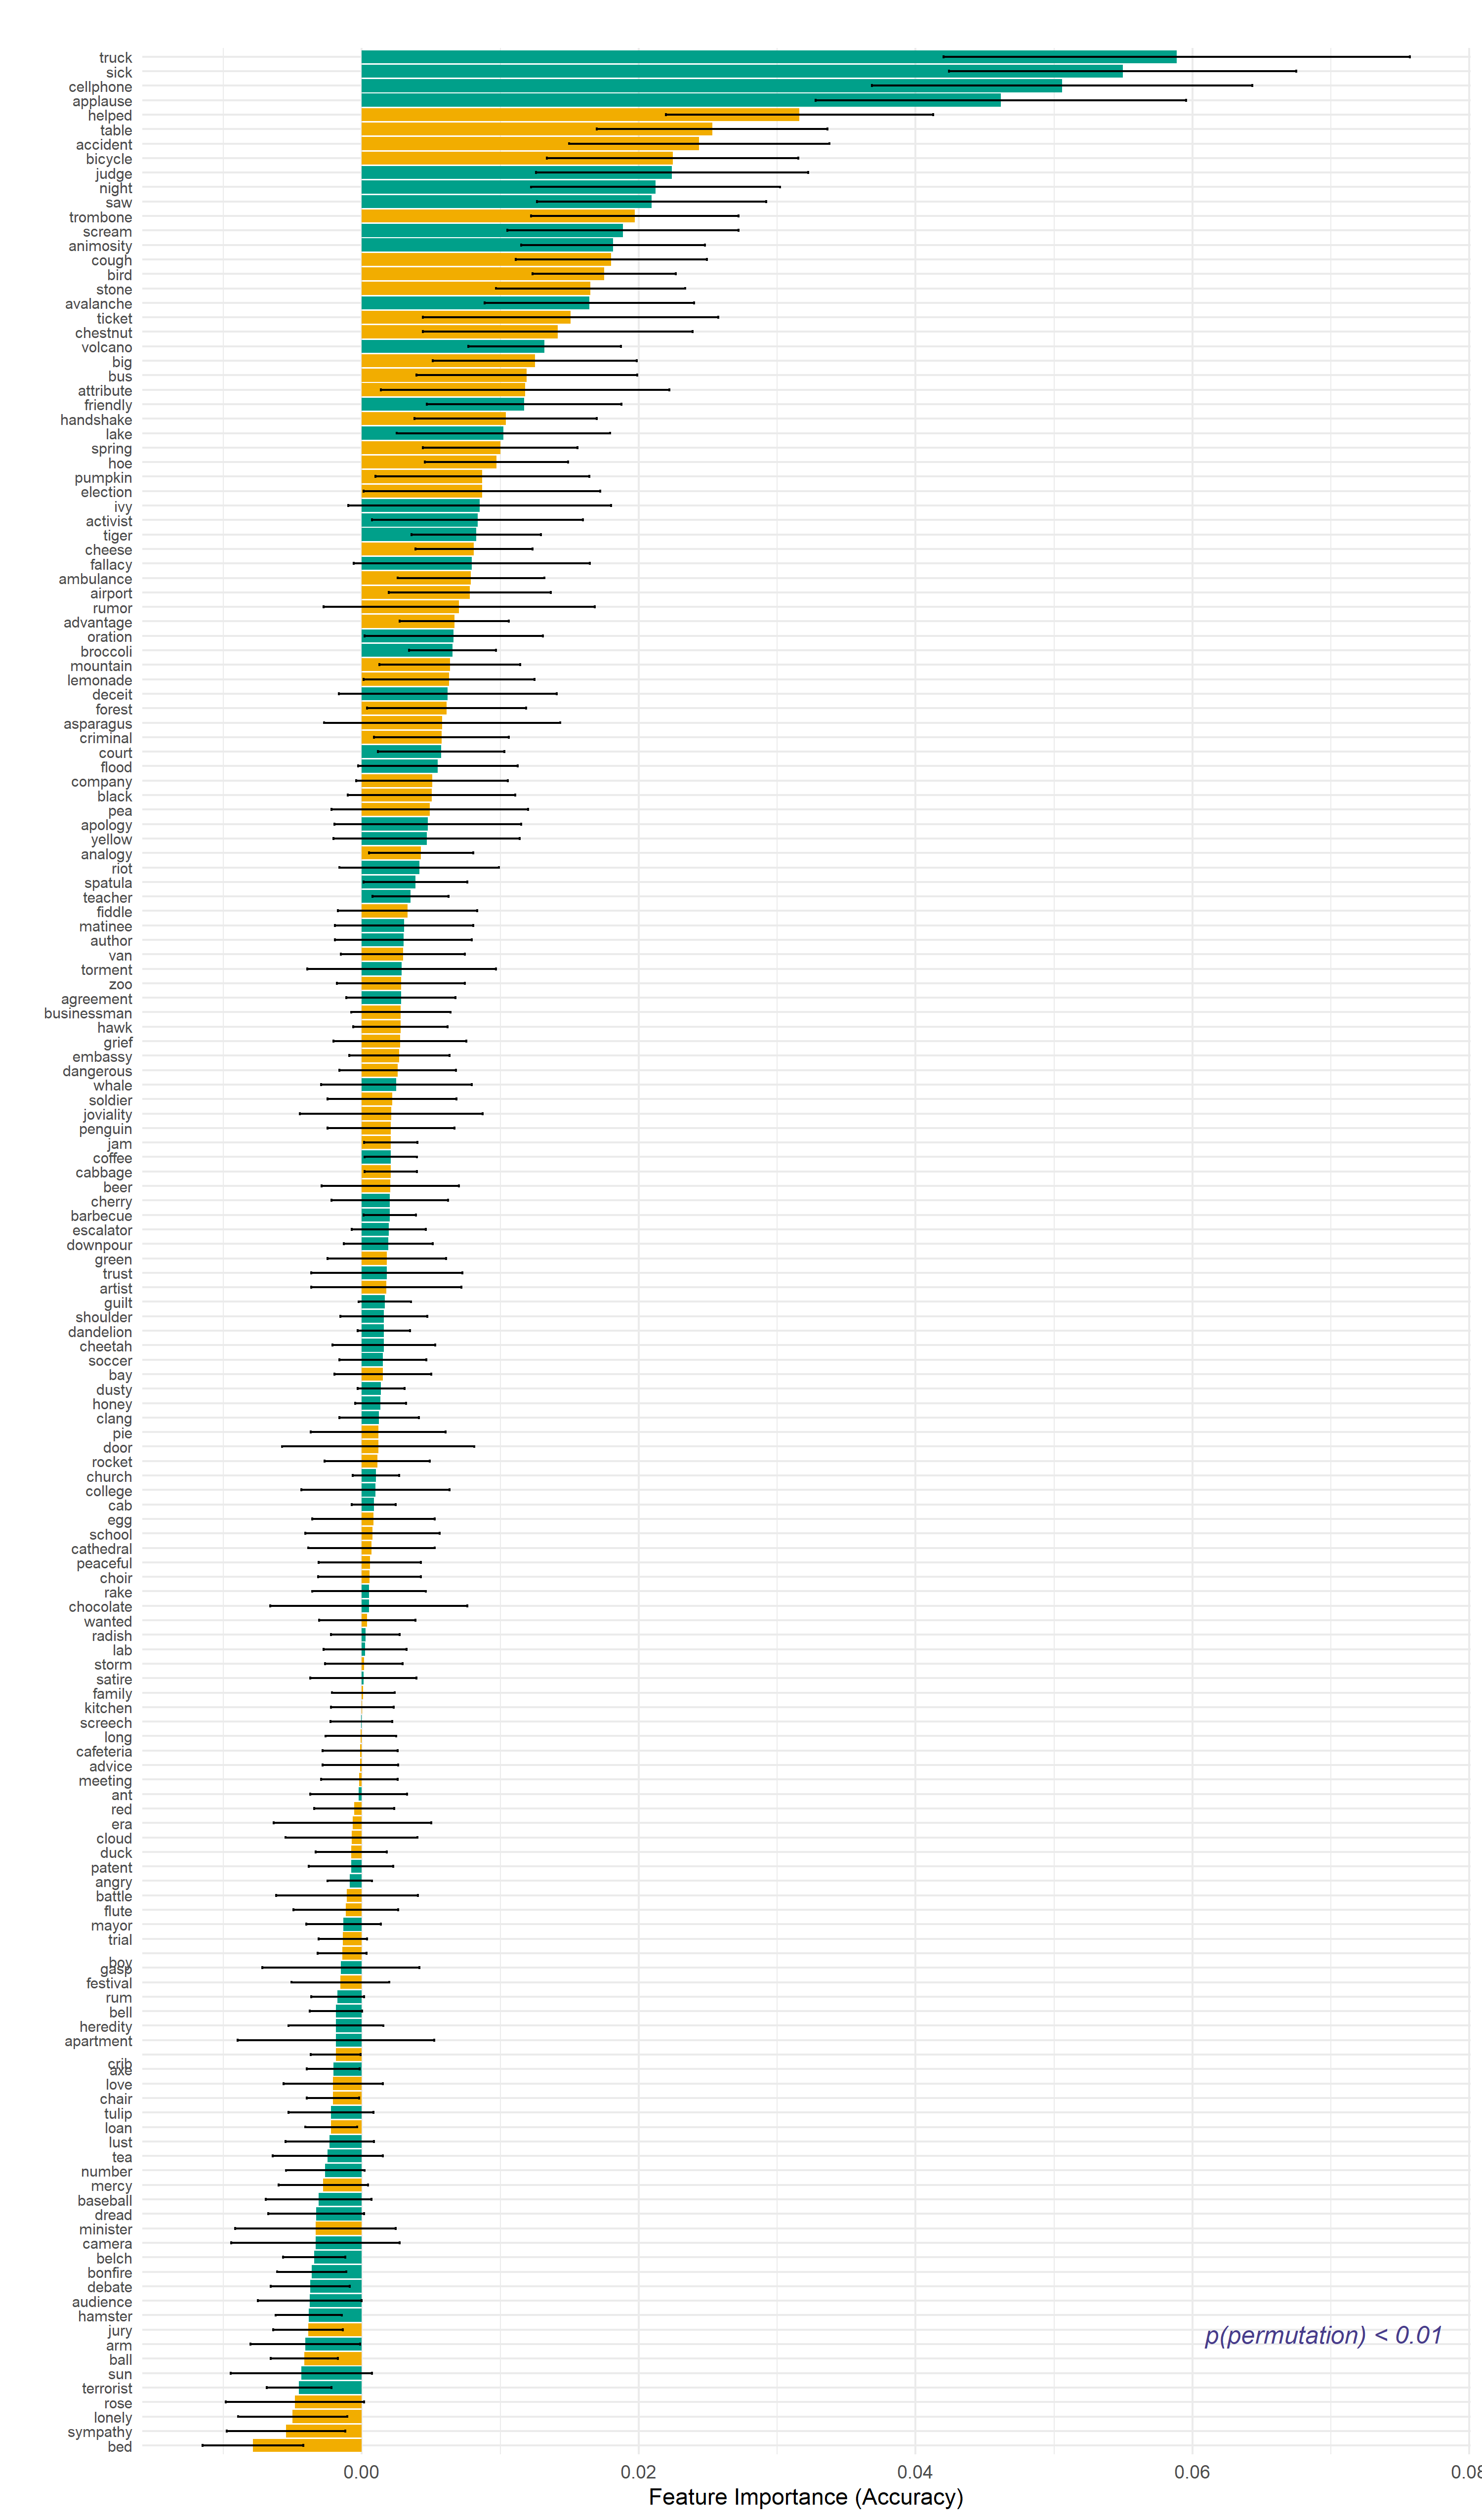 truck
sick
cellphone
applause
helped
table
accident
bicycle
judge
night
saw
trombone
scream
animosity
cough
bird
stone
avalanche
ticket
chestnut
volcano
big
bus
attribute
friendly
handshake
lake
spring
hoe
pumpkin
election
ivy
activist
tiger
cheese
fallacy
ambulance
airport
rumor
advantage
oration
broccoli
mountain
lemonade
deceit
forest
asparagus
criminal
court
flood
company
black
pea
apology
yellow
analogy
riot
spatula
teacher
fiddle
matinee
author
van
torment
zoo
agreement
businessman
hawk
grief
embassy
dangerous
whale
soldier
joviality
penguin
jam
coffee
cabbage
beer
cherry
barbecue
escalator
downpour
green
trust
artist
guilt
shoulder
dandelion
cheetah
soccer
bay
dusty
honey
clang
pie
door
rocket
church
college
cab
egg
school
cathedral
peaceful
choir
rake
chocolate
wanted
radish
lab
storm
satire
family
kitchen
screech
long
cafeteria
advice
meeting
ant
red
era
cloud
duck
patent
angry
battle
flute
mayor
trial
boy
gasp
festival
rum
bell
heredity
apartment
crib
axe
love
chair
tulip
loan
lust
tea
number
mercy
baseball
dread
minister
camera
belch
bonfire
debate
audience
hamster
jury
arm
ball
sun
terrorist
rose
lonely
sympathy
bed
p(permutation) < 0.01
0.00 0.02 0.04 0.06 0.08
Feature Importance (Accuracy)